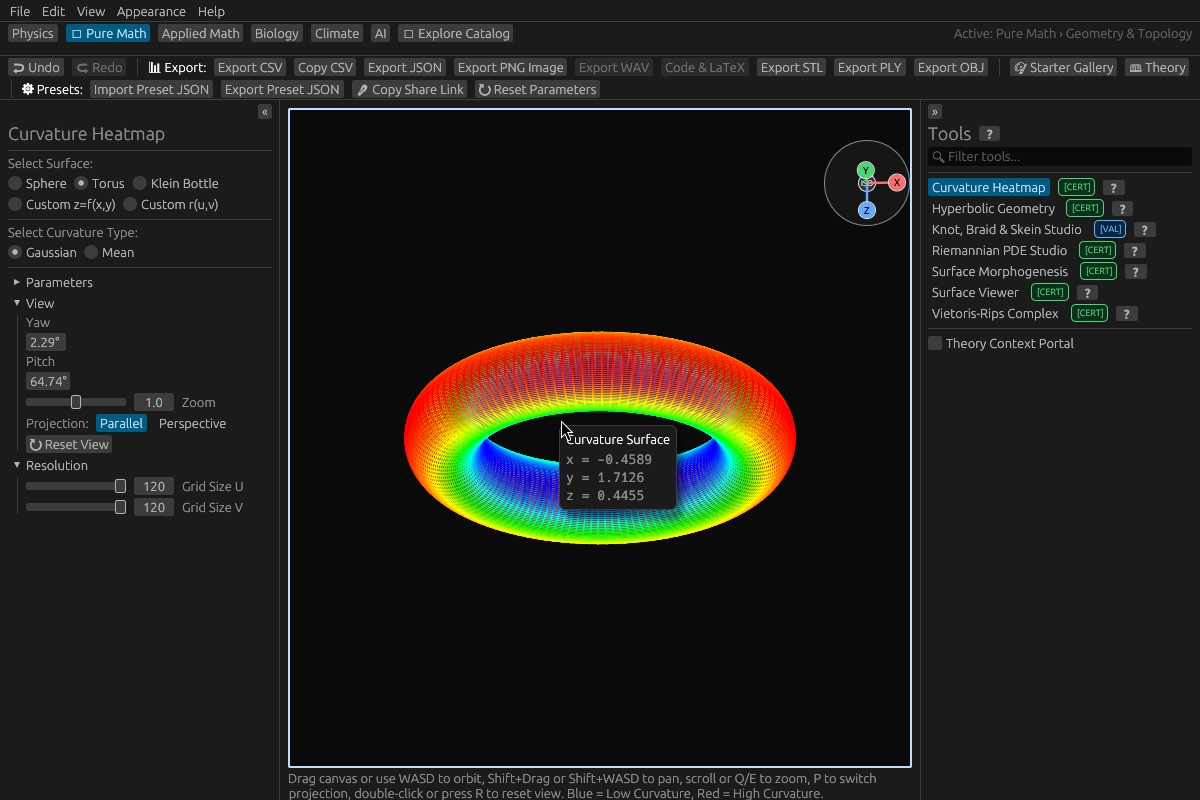 File Edit View Appearance Help
Physics Pure Math Applied Math Biology Climate AI Explore Catalog Active: Pure Math › Geometry & Topology
Undo Redo Export: Export CSV Copy CSV Export JSON Export PNG Image Export WAV Code & LaTeX Export STL Export PLY Export OBJ Starter Gallery Theory
Presets: Import Preset JSON Export Preset JSON Copy Share Link Reset Parameters
«
Curvature Heatmap
Select Surface:
Sphere Torus Klein Bottle
Custom z=f(x,y) Custom r(u,v)
Select Curvature Type:
Gaussian Mean
Parameters
View
Yaw
2.29°
Pitch
64.74°
1.0 Zoom
Projection: Parallel Perspective
Reset View
Resolution
120 Grid Size U
120 Grid Size V
Y
X
Z
Curvature Surface
x = -0.4589
y = 1.7126
z = 0.4455
Drag canvas or use WASD to orbit, Shift+Drag or Shift+WASD to pan, scroll or Q/E to zoom, P to switch
projection, double-click or press R to reset view. Blue = Low Curvature, Red = High Curvature.
»
Tools ?
Filter tools...
Curvature Heatmap [CERT] ?
Hyperbolic Geometry [CERT] ?
Knot, Braid & Skein Studio [VAL] ?
Riemannian PDE Studio [CERT] ?
Surface Morphogenesis [CERT] ?
Surface Viewer [CERT] ?
Vietoris-Rips Complex [CERT] ?
Theory Context Portal